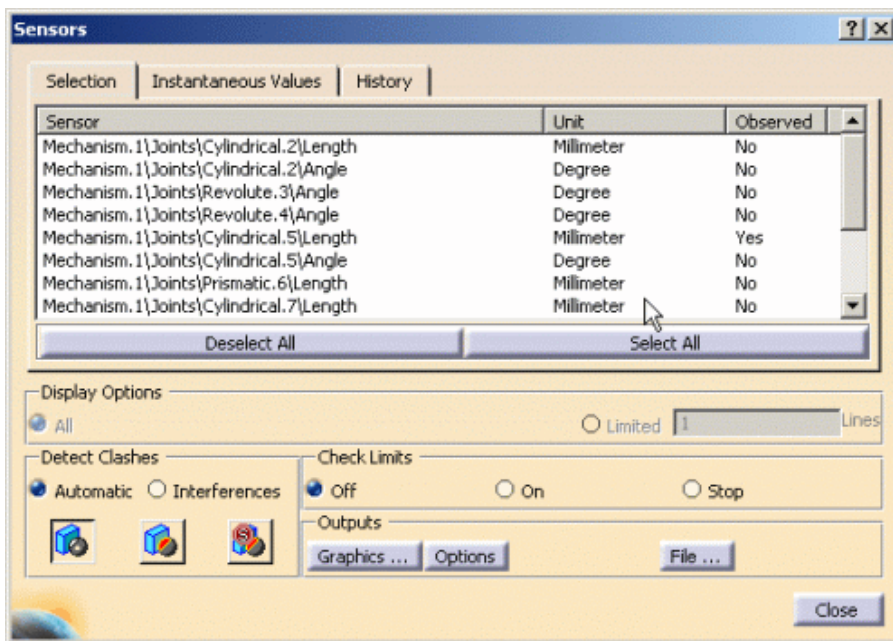 Sensors
Selection Instantaneous Values History
Sensor Unit Observed
Mechanism.1\Joints\Cylindrical.2\Length Millimeter No
Mechanism.1\Joints\Cylindrical.2\Angle Degree No
Mechanism.1\Joints\Revolute.3\Angle Degree No
Mechanism.1\Joints\Revolute.4\Angle Degree No
Mechanism.1\Joints\Cylindrical.5\Length Millimeter Yes
Mechanism.1\Joints\Cylindrical.5\Angle Degree No
Mechanism.1\Joints\Prismatic.6\Length Millimeter No
Mechanism.1\Joints\Cylindrical.7\Length Millimeter No
Deselect All Select All
Display Options
All Limited 1 Lines
Detect Clashes Check Limits
Automatic Interferences Off On Stop
Outputs
Graphics ... Options File ...
Close